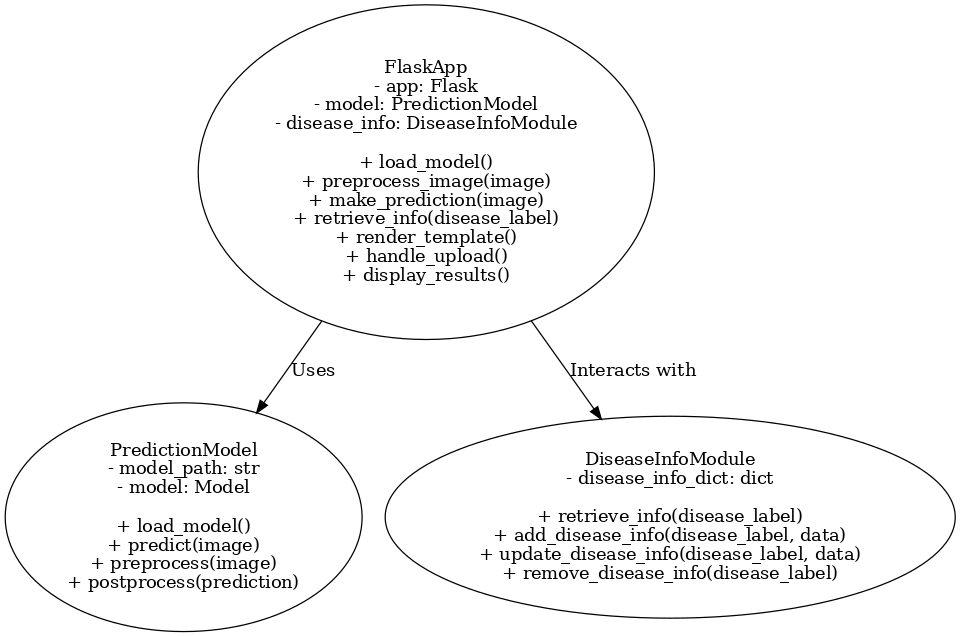 FlaskApp
- app: Flask
- model: PredictionModel
- disease_info: DiseaseInfoModule
+ load_model()
+ preprocess_image(image)
+ make_prediction(image)
+ retrieve_info(disease_label)
+ render_template()
+ handle_upload()
+ display_results()
Uses
Interacts with
PredictionModel
- model_path: str
- model: Model
+ load_model()
+ predict(image)
+ preprocess(image)
+ postprocess(prediction)
DiseaseInfoModule
- disease_info_dict: dict
+ retrieve_info(disease_label)
+ add_disease_info(disease_label, data)
+ update_disease_info(disease_label, data)
+ remove_disease_info(disease_label)